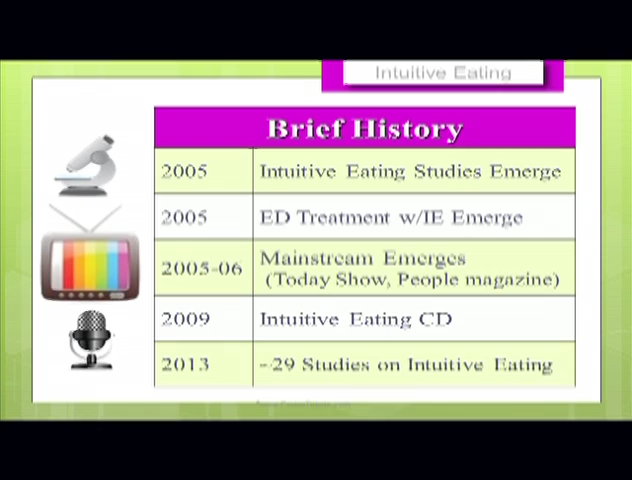 Intuitive Eating
Brief History
2005 Intuitive Eating Studies Emerge
2005 ED Treatment w/IE Emerge
2005-06 Mainstream Emerges
(Today Show, People magazine)
2009 Intuitive Eating CD
2013 ~29 Studies on Intuitive Eating